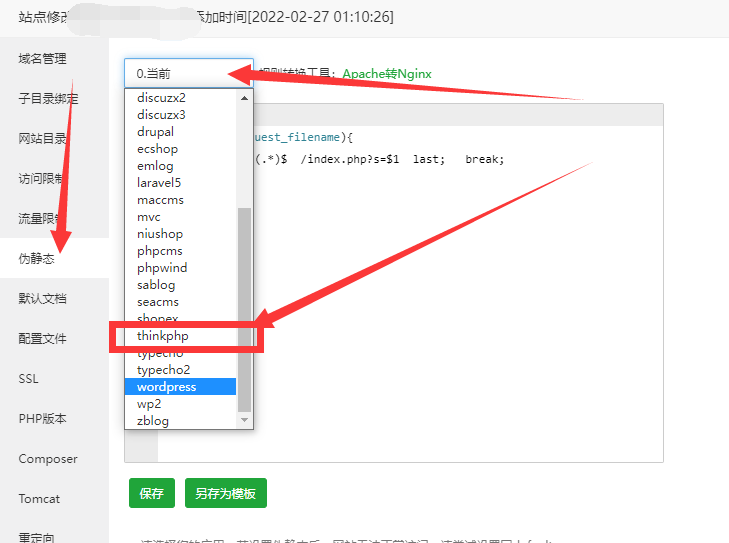 站点修改 添加时间[2022-02-27 01:10:26]
域名管理
子目录绑定
网站目录
访问限制
流量限制
伪静态
默认文档
配置文件
SSL
PHP版本
Composer
Tomcat
重定向
0.当前
规则转换工具: Apache转Nginx
discuzx2
discuzx3
drupal
ecshop
emlog
laravel5
maccms
mvc
niushop
phpcms
phpwind
sablog
seacms
shopex
thinkphp
typecho
typecho2
wordpress
wp2
zblog
uest_filename){
(.*)$ /index.php?s=$1 last; break;
保存 另存为模板